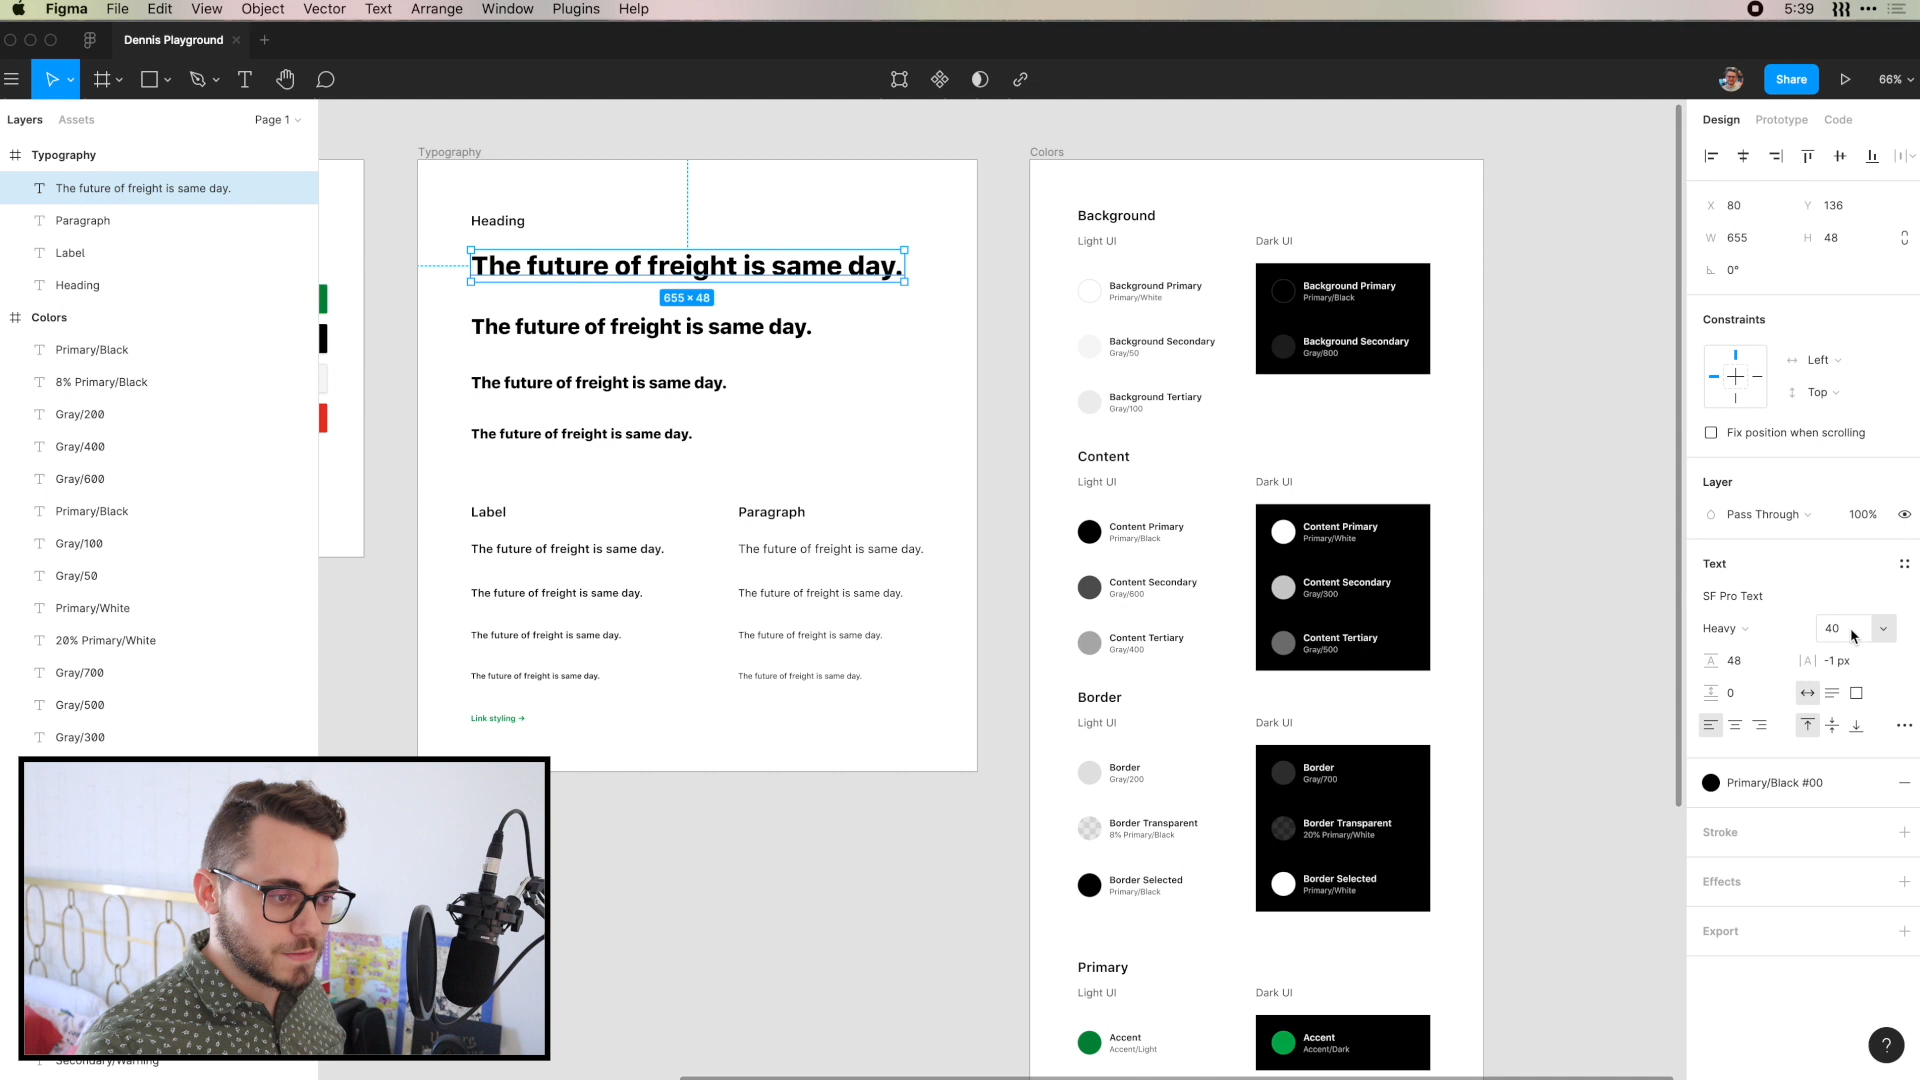 Figma File Edit View Object Vector Text Arrange Window Plugins Help 5:39
Dennis Playground
Share 66%
Layers Assets Page 1
Typography
The future of freight is same day.
Paragraph
Label
Heading
Colors
Primary/Black
8% Primary/Black
Gray/200
Gray/400
Gray/600
Primary/Black
Gray/100
Gray/50
Primary/White
20% Primary/White
Gray/700
Gray/500
Gray/300
Secondary/Warning
Typography
Heading
The future of freight is same day.
655 × 48
The future of freight is same day.
The future of freight is same day.
The future of freight is same day.
Label
The future of freight is same day.
The future of freight is same day.
The future of freight is same day.
The future of freight is same day.
Link styling →
Paragraph
The future of freight is same day.
The future of freight is same day.
The future of freight is same day.
The future of freight is same day.
Colors
Background
Light UI
Background Primary
Primary/White
Background Secondary
Gray/50
Background Tertiary
Gray/100
Dark UI
Background Primary
Primary/Black
Background Secondary
Gray/800
Content
Light UI
Content Primary
Primary/Black
Content Secondary
Gray/600
Content Tertiary
Gray/400
Dark UI
Content Primary
Primary/White
Content Secondary
Gray/300
Content Tertiary
Gray/500
Border
Light UI
Border
Gray/200
Border Transparent
8% Primary/Black
Border Selected
Primary/Black
Dark UI
Border
Gray/700
Border Transparent
20% Primary/White
Border Selected
Primary/White
Primary
Light UI
Accent
Accent/Light
Dark UI
Accent
Accent/Dark
Design Prototype Code
X 80 Y 136
W 655 H 48
0°
Constraints
Left
Top
Fix position when scrolling
Layer
Pass Through 100%
Text
SF Pro Text
Heavy 40
A 48 |A| -1 px
0
Primary/Black #00
Stroke
Effects
Export
?